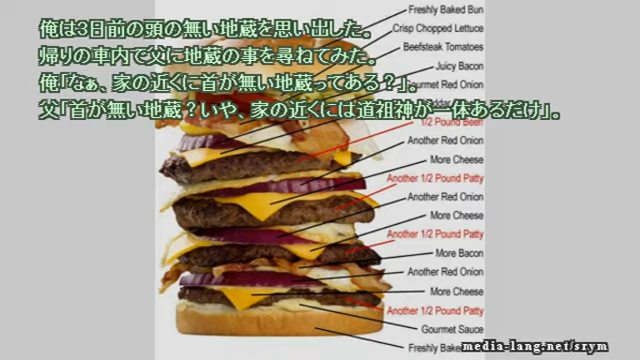 俺は3日前の頭の無い地蔵を思い出した。
帰りの車内で父に地蔵の事を尋ねてみた。
俺「なぁ、家の近くに首が無い地蔵ってある？」。
父「首が無い地蔵？いや、家の近くには道祖神が一体あるだけ」。
Freshly Baked Bun
Crisp Chopped Lettuce
Beefsteak Tomatoes
Juicy Bacon
Red Onion
1/2 Pound Beef
Another Red Onion
More Cheese
Another 1/2 Pound Patty
Another Red Onion
More Cheese
Another 1/2 Pound Patty
More Bacon
Another Red Onion
More Cheese
Another 1/2 Pound Patty
Gourmet Sauce
Freshly Baked
media-lang-net/srym